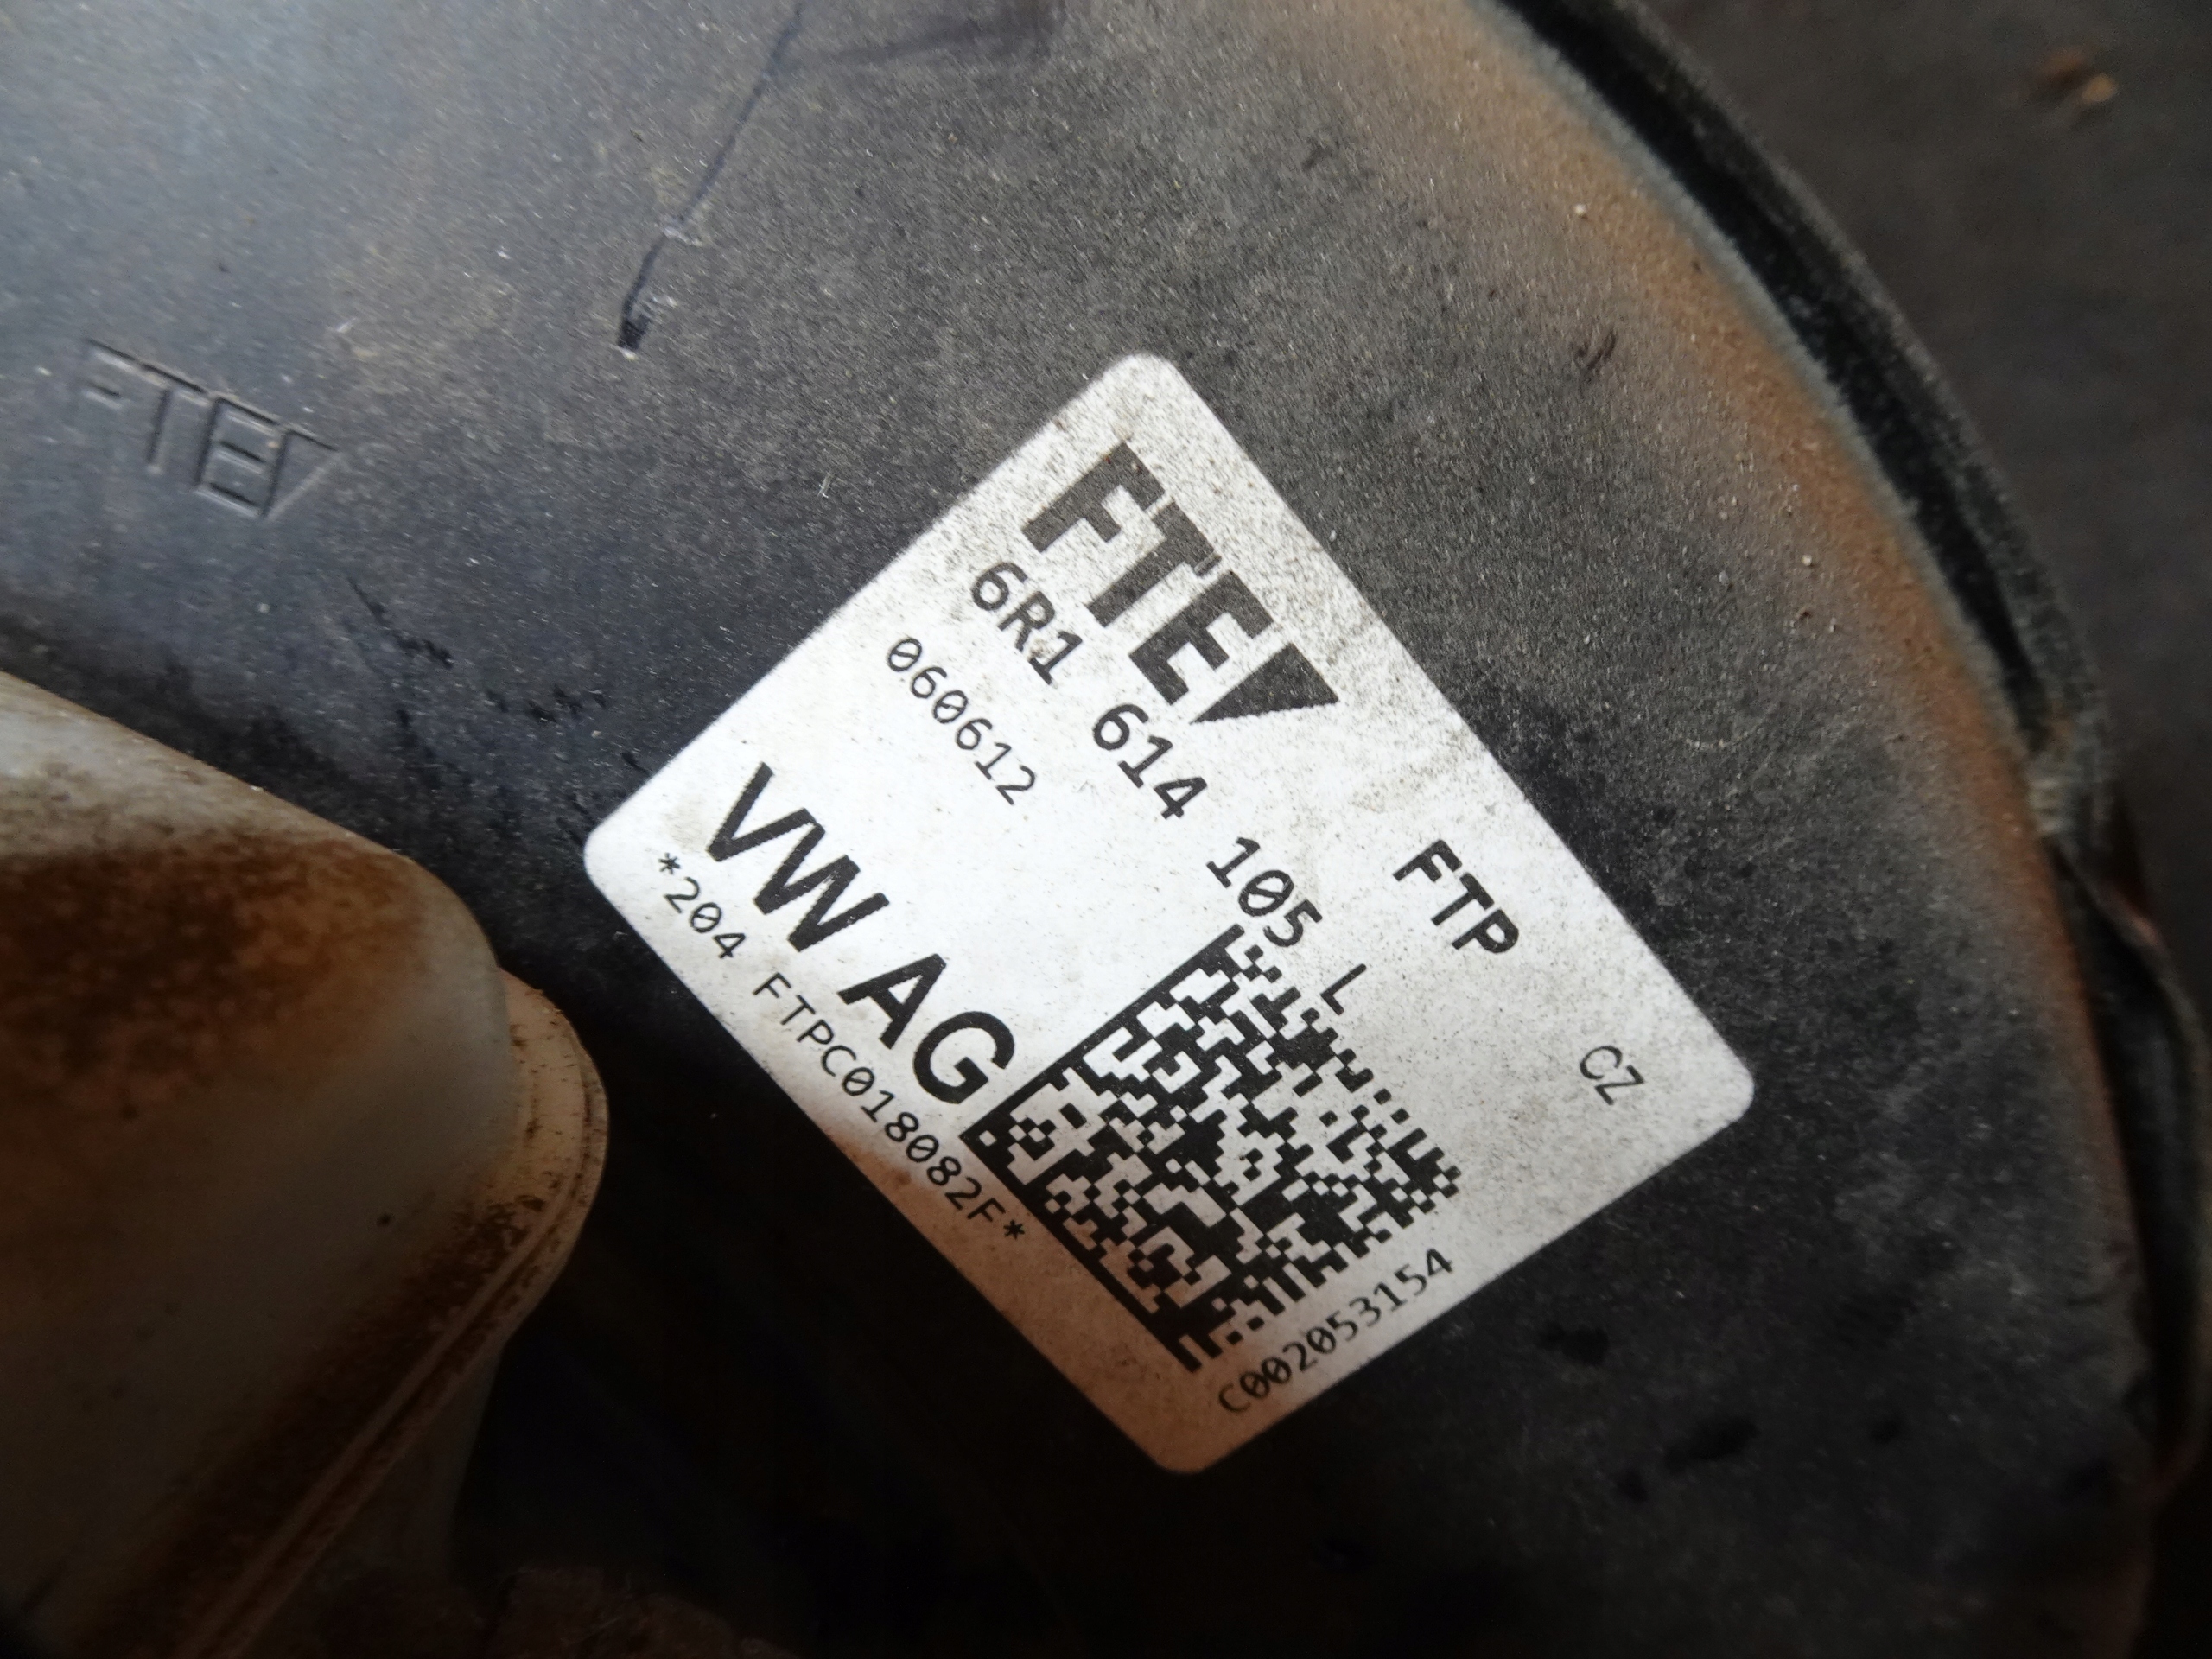 FTE
FTE
6R1 614 105 L
FTP
CZ
060612
VW AG
*204 FTPC018082F*
C002053154